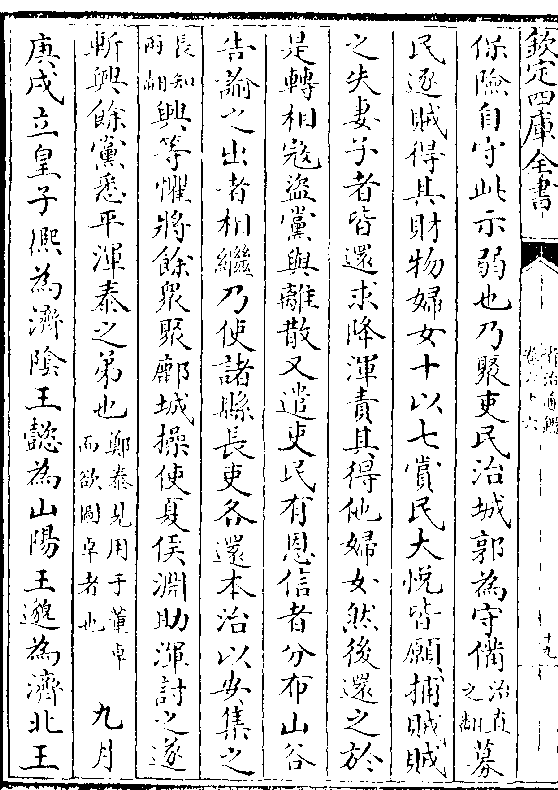 欽定四庫全書
保險自守此示弱也乃聚吏民治城郭為守備治直之翻募
民逐賊得其財物婦女十以七賞民大悅皆願捕賊賊
之失妻子者皆還求降渾責其得他婦女然後還之於
是轉相寇盜黨與離散又遣吏民有恩信者分布山谷
告諭之出者相繼乃使諸縣長吏各還本治以安集之
長知兩翻興等懼將餘衆聚鄜城操使夏侯淵助渾討之遂
斬興餘黨悉平渾泰之弟也鄭泰見用于董卓而欲圖卓者也九月
庚戌立皇子熙為濟陰王懿為山陽王邈為濟北王
資治通鑑
卷六十六
十九